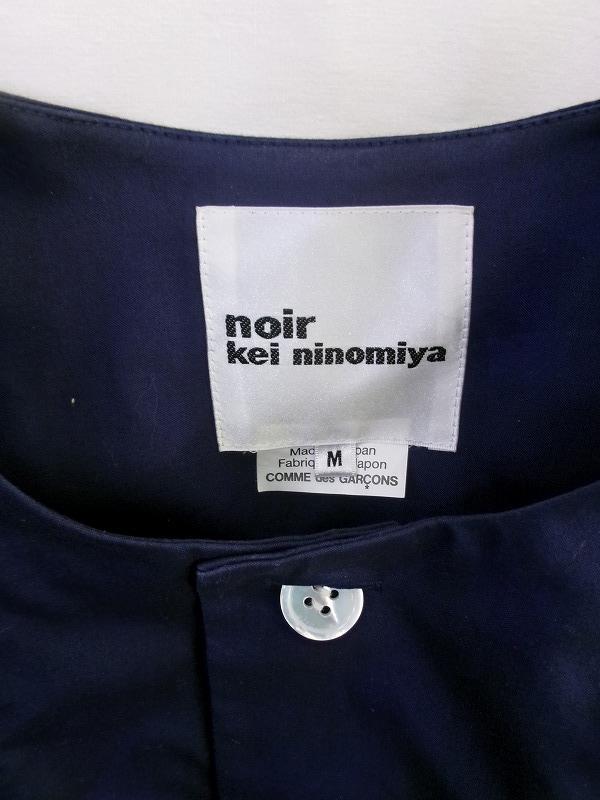 noir
kei ninomiya
M
COMME des GARÇONS